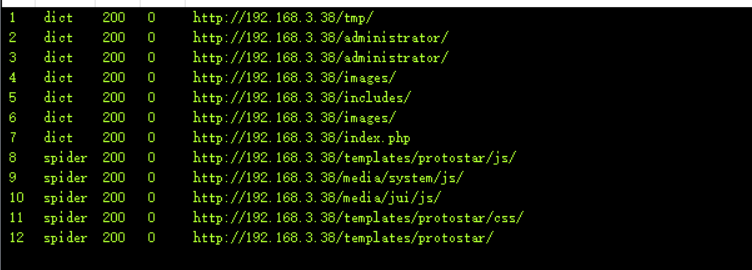 1 dict 200 0 http://192.168.3.38/tmp/
2 dict 200 0 http://192.168.3.38/administrator/
3 dict 200 0 http://192.168.3.38/administrator/
4 dict 200 0 http://192.168.3.38/images/
5 dict 200 0 http://192.168.3.38/includes/
6 dict 200 0 http://192.168.3.38/images/
7 dict 200 0 http://192.168.3.38/index.php
8 spider 200 0 http://192.168.3.38/templates/protostar/js/
9 spider 200 0 http://192.168.3.38/media/system/js/
10 spider 200 0 http://192.168.3.38/media/jui/js/
11 spider 200 0 http://192.168.3.38/templates/protostar/css/
12 spider 200 0 http://192.168.3.38/templates/protostar/